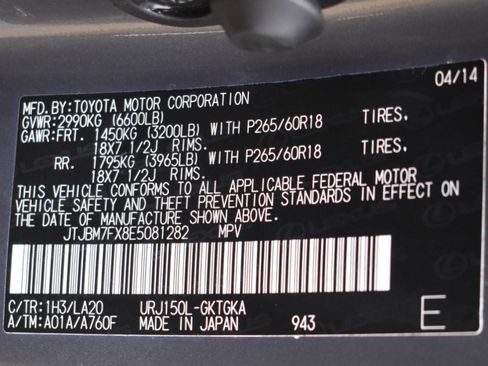 04/14
MFD.BY:TOYOTA MOTOR CORPORATION
GVWR:2990KG (6600LB)
GAWR:FRT. 1450KG (3200LB) WITH P265/60R18 TIRES,
18X7 1/2J RIMS.
RR. 1795KG (3965LB) WITH P265/60R18 TIRES,
18X7 1/2J RIMS.
THIS VEHICLE CONFORMS TO ALL APPLICABLE FEDERAL MOTOR
VEHICLE SAFETY AND THEFT PREVENTION STANDARDS IN EFFECT ON
THE DATE OF MANUFACTURE SHOWN ABOVE.
JTJBM7FX8E5081282 MPV
C/TR:1H3/LA20 URJ150L-GKTGKA
A/TM:A01A/A760F MADE IN JAPAN 943 E